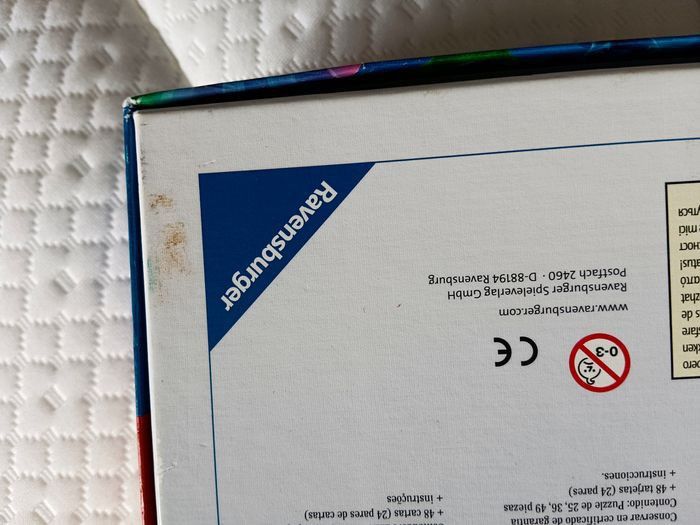 Ravensburger
www.ravensburger.com
Ravensburger Spieleverlag GmbH
Postfach 2460 · D-88194 Ravensburg
0-3
CE
Conservar en certificado de garantía
Contenido: Puzzle de 25, 36, 49 piezas
+ 48 tarjetas (24 pares)
+ instrucciones.
+ 48 cartas (24 pares de cartas)
+ instruções